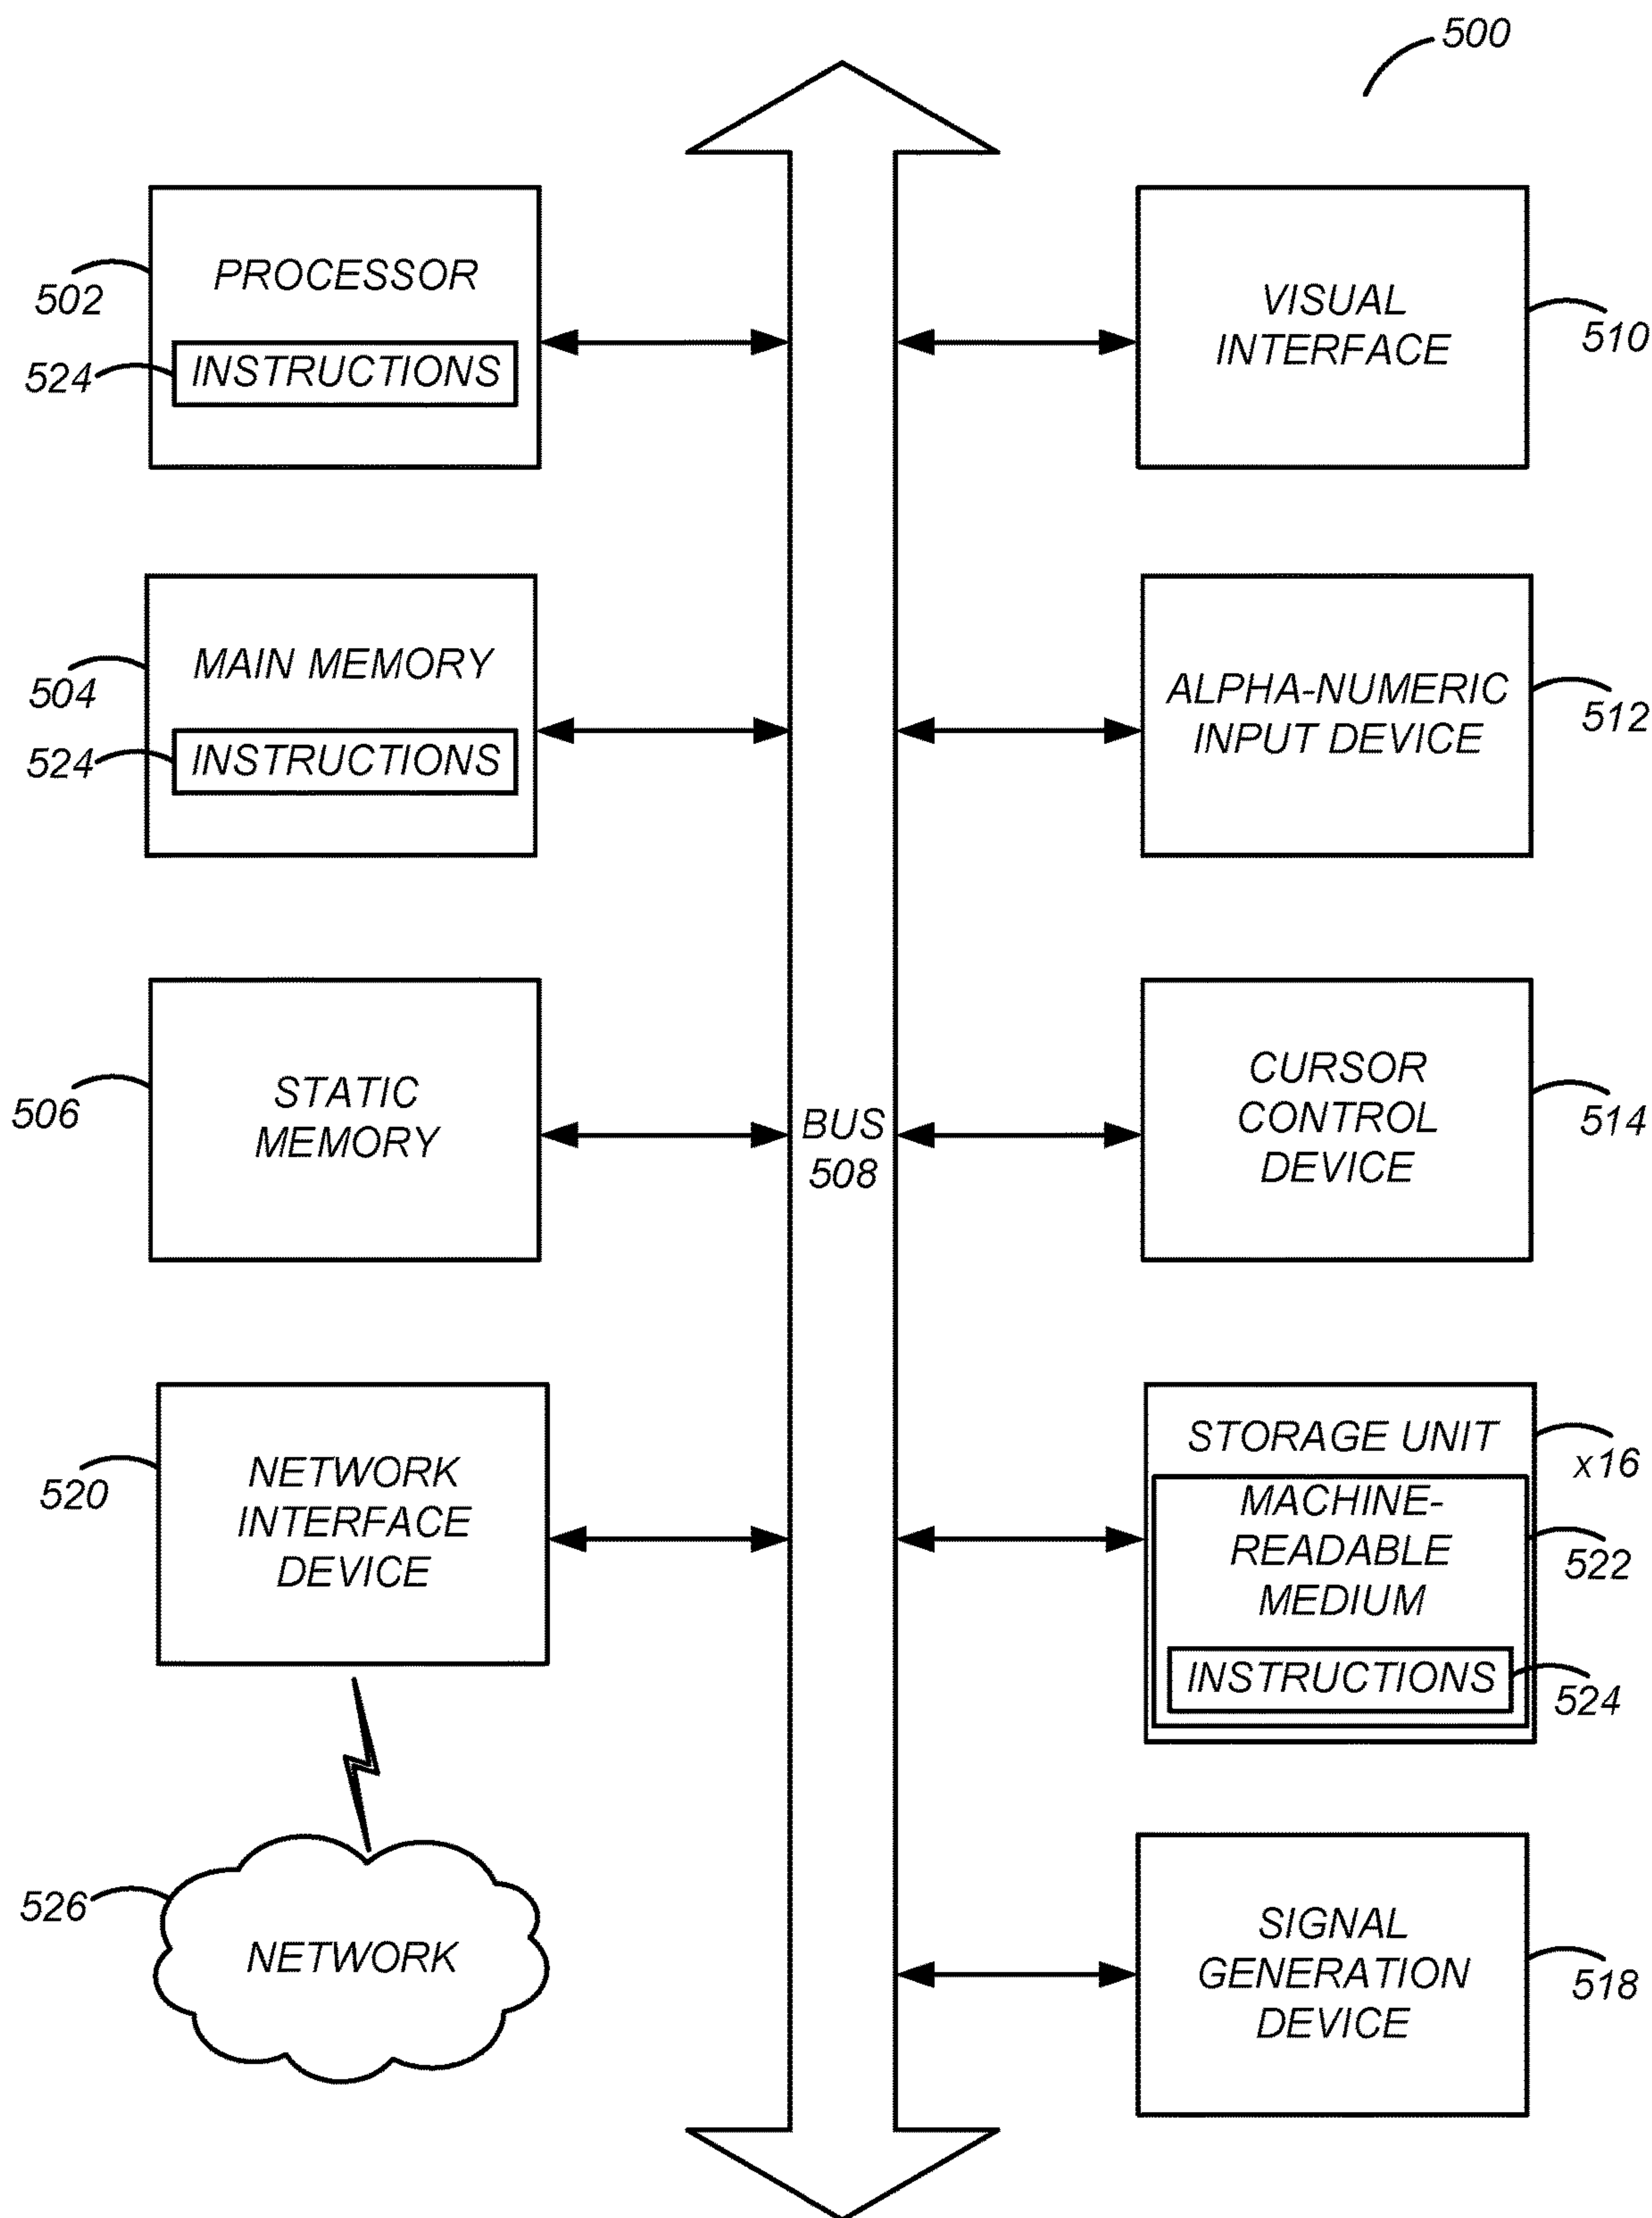 500
PROCESSOR
502
524
INSTRUCTIONS
VISUAL
INTERFACE
510
MAIN MEMORY
504
524
INSTRUCTIONS
ALPHA-NUMERIC
INPUT DEVICE
512
STATIC
MEMORY
506
BUS
508
CURSOR
CONTROL
DEVICE
514
NETWORK
INTERFACE
DEVICE
520
STORAGE UNIT
x16
MACHINE-
READABLE
MEDIUM
522
INSTRUCTIONS
524
526
NETWORK
SIGNAL
GENERATION
DEVICE
518